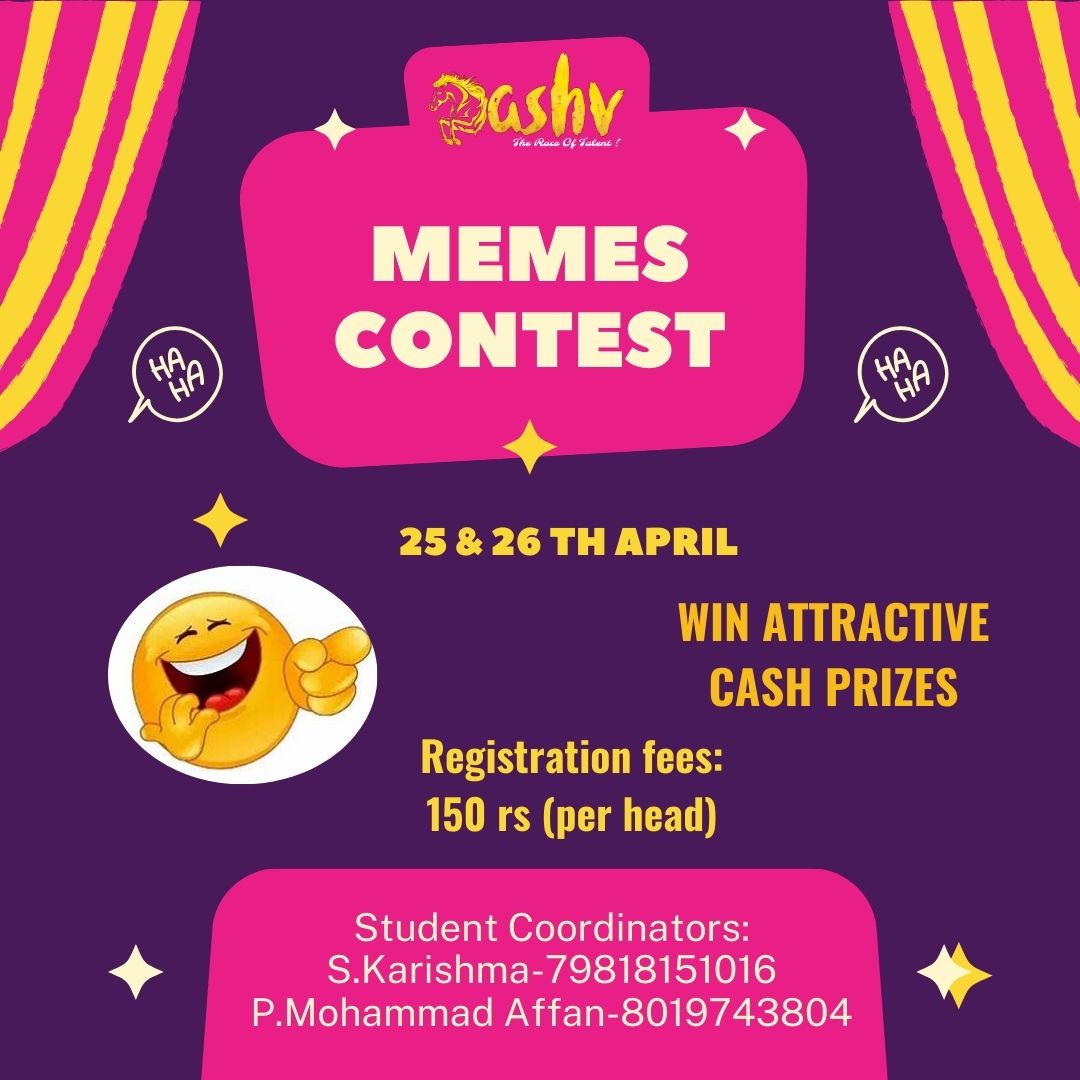 ashv
The Race Of Talent !
MEMES
CONTEST
HA
HA
HA
HA
25 & 26 TH APRIL
WIN ATTRACTIVE
CASH PRIZES
Registration fees:
150 rs (per head)
Student Coordinators:
S.Karishma-79818151016
P.Mohammad Affan-8019743804